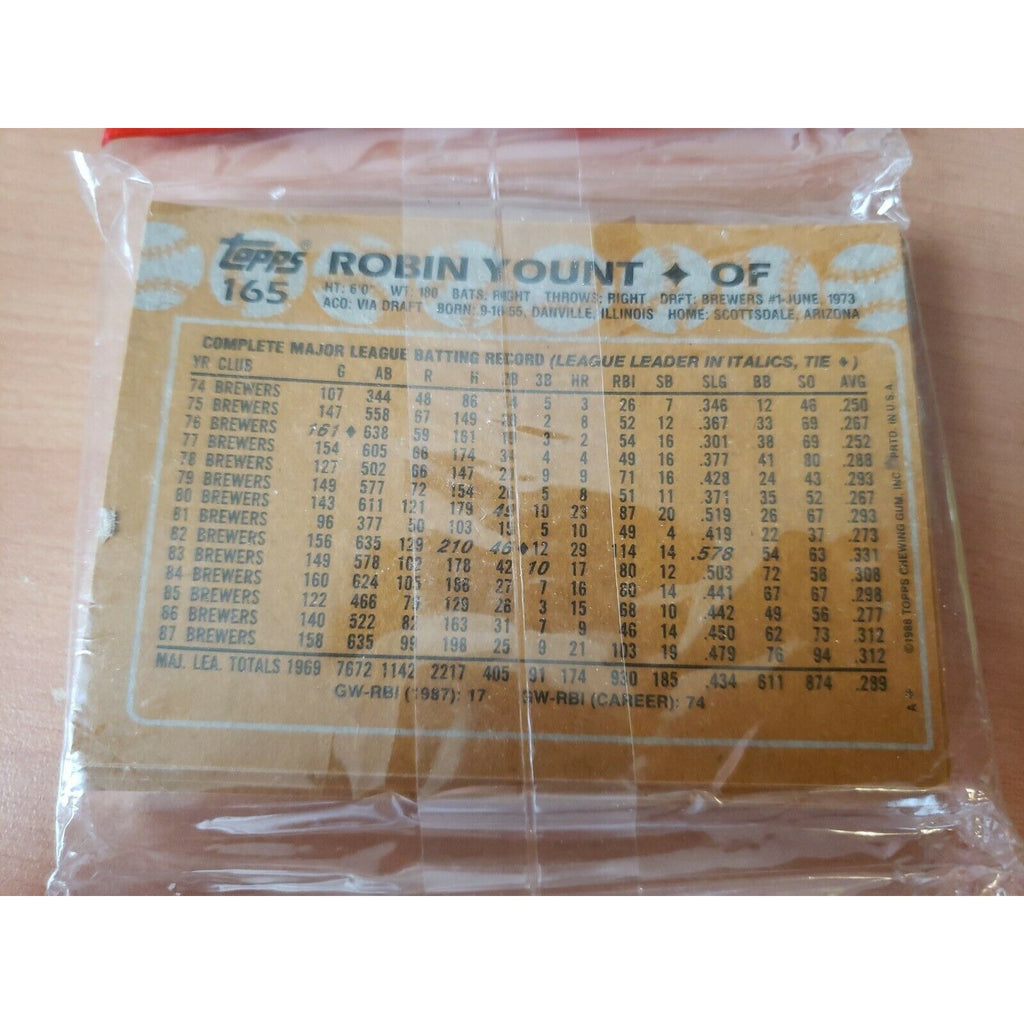 Topps®
165
ROBIN YOUNT ♦ OF
HT: 6'0" WT: 180 BATS: RIGHT THROWS: RIGHT DRFT: BREWERS #1-JUNE, 1973
ACQ: VIA DRAFT BORN: 9-16-55, DANVILLE, ILLINOIS HOME: SCOTTSDALE, ARIZONA
COMPLETE MAJOR LEAGUE BATTING RECORD (LEAGUE LEADER IN ITALICS, TIE ♦)
YR CLUB G AB R H 2B 3B HR RBI SB SLG BB SO AVG
74 BREWERS 107 344 48 86 14 5 3 26 7 .346 12 46 .250
75 BREWERS 147 558 67 149 28 2 8 52 12 .367 33 69 .267
76 BREWERS 161♦ 638 59 161 19 3 2 54 16 .301 38 69 .252
77 BREWERS 154 605 66 174 34 4 4 49 16 .377 41 80 .288
78 BREWERS 127 502 66 147 9 9 71 16 .428 24 43 .293
79 BREWERS 149 577 72 154 26 5 8 51 11 .371 35 52 .267
80 BREWERS 143 611 121 179 49 10 23 87 20 .519 26 67 .293
81 BREWERS 96 377 50 103 15 5 10 49 4 .419 22 37 .273
82 BREWERS 156 635 129 210 46♦ 12 29 114 14 .578 54 63 .331
83 BREWERS 149 578 102 178 42 10 17 80 12 .503 72 58 .308
84 BREWERS 160 624 105 186 27 7 16 80 14 .441 67 67 .298
85 BREWERS 122 466 76 129 26 3 15 68 10 .442 49 56 .277
86 BREWERS 140 522 82 163 31 7 9 46 14 .450 62 73 .312
87 BREWERS 158 635 99 198 25 9 21 103 19 .479 76 94 .312
MAJ. LEA. TOTALS 1969 7672 1142 2217 405 91 174 930 185 .434 611 874 .289
GW-RBI (1987): 17 GW-RBI (CAREER): 74
©1988 TOPPS CHEWING GUM, INC. PRTD. IN U.S.A.
A